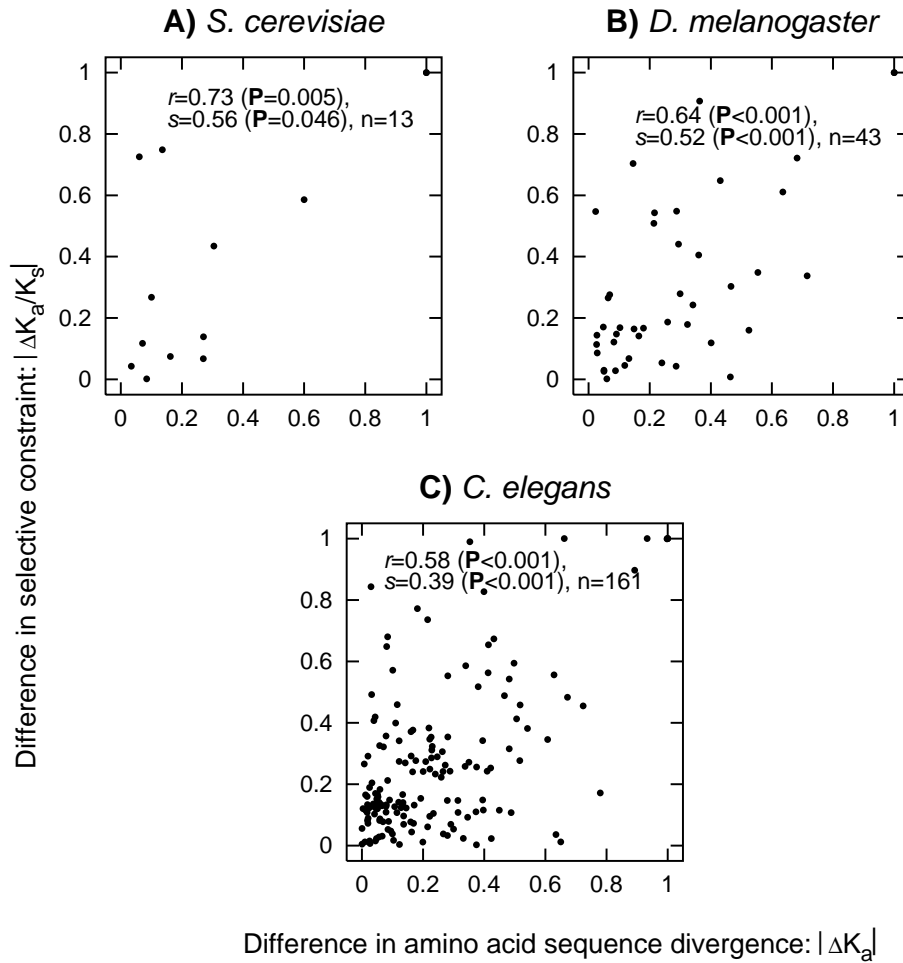 A) S. cerevisiae
B) D. melanogaster
1
0.8
0.6
0.4
0.2
0
0 0.2 0.4 0.6 0.8 1
r=0.73 (P=0.005),
s=0.56 (P=0.046), n=13
1
0.8
0.6
0.4
0.2
0
0 0.2 0.4 0.6 0.8 1
r=0.64 (P<0.001),
s=0.52 (P<0.001), n=43
C) C. elegans
1
0.8
0.6
0.4
0.2
0
0 0.2 0.4 0.6 0.8 1
r=0.58 (P<0.001),
s=0.39 (P<0.001), n=161
Difference in selective constraint: |ΔKa/Ks|
Difference in amino acid sequence divergence: |ΔKa|